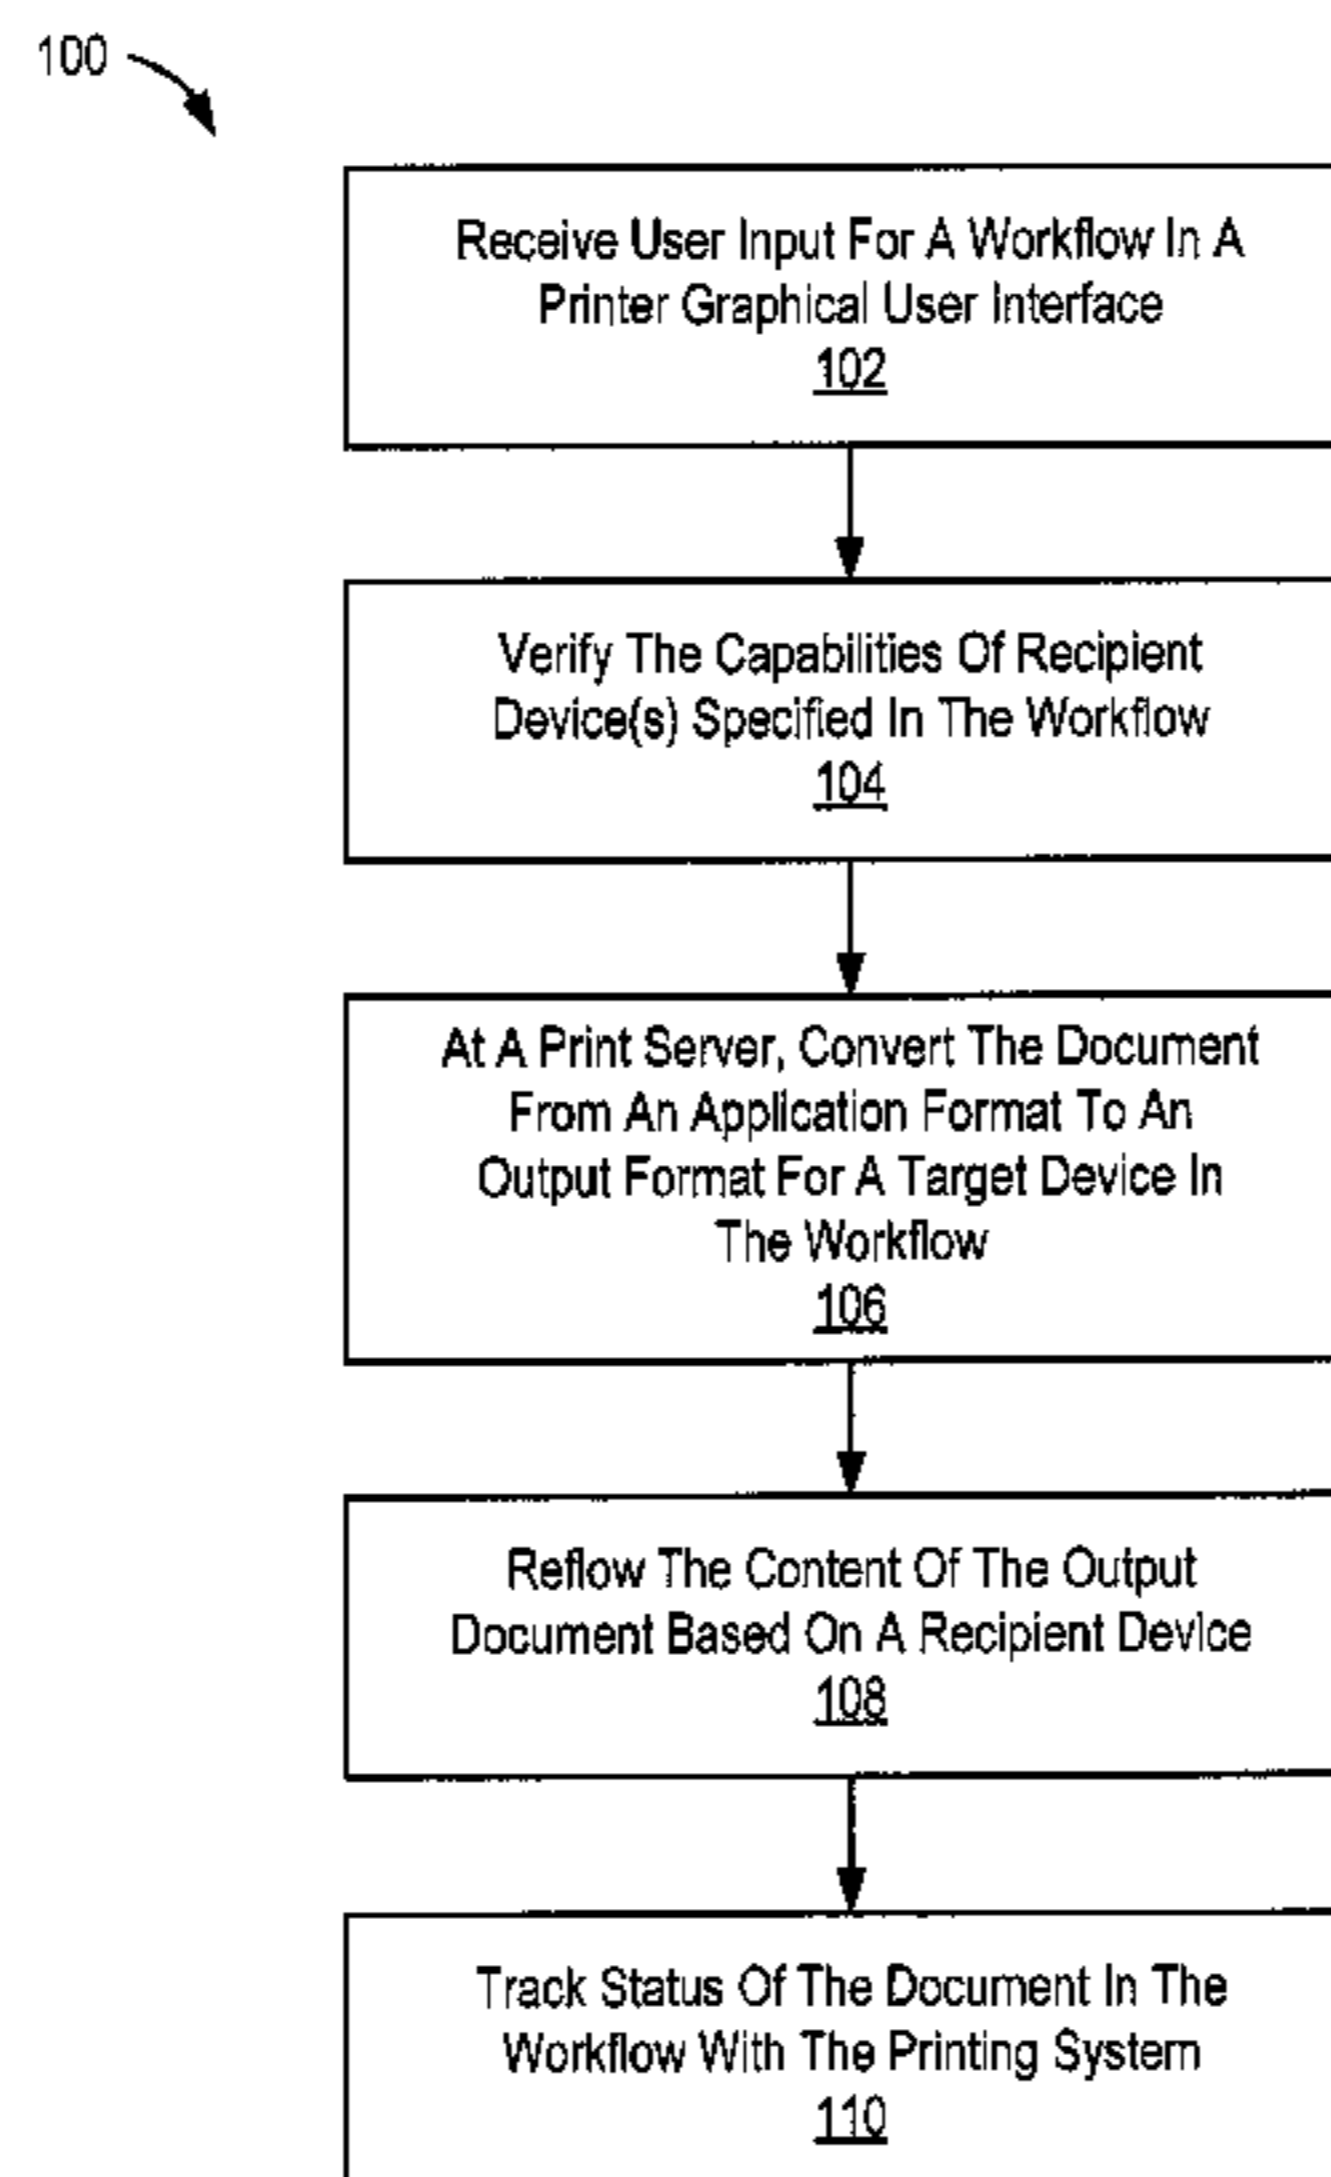 100
Receive User Input For A Workflow In A
Printer Graphical User Interface
102
Verify The Capabilities Of Recipient
Device(s) Specified In The Workflow
104
At A Print Server, Convert The Document
From An Application Format To An
Output Format For A Target Device In
The Workflow
106
Reflow The Content Of The Output
Document Based On A Recipient Device
108
Track Status Of The Document In The
Workflow With The Printing System
110